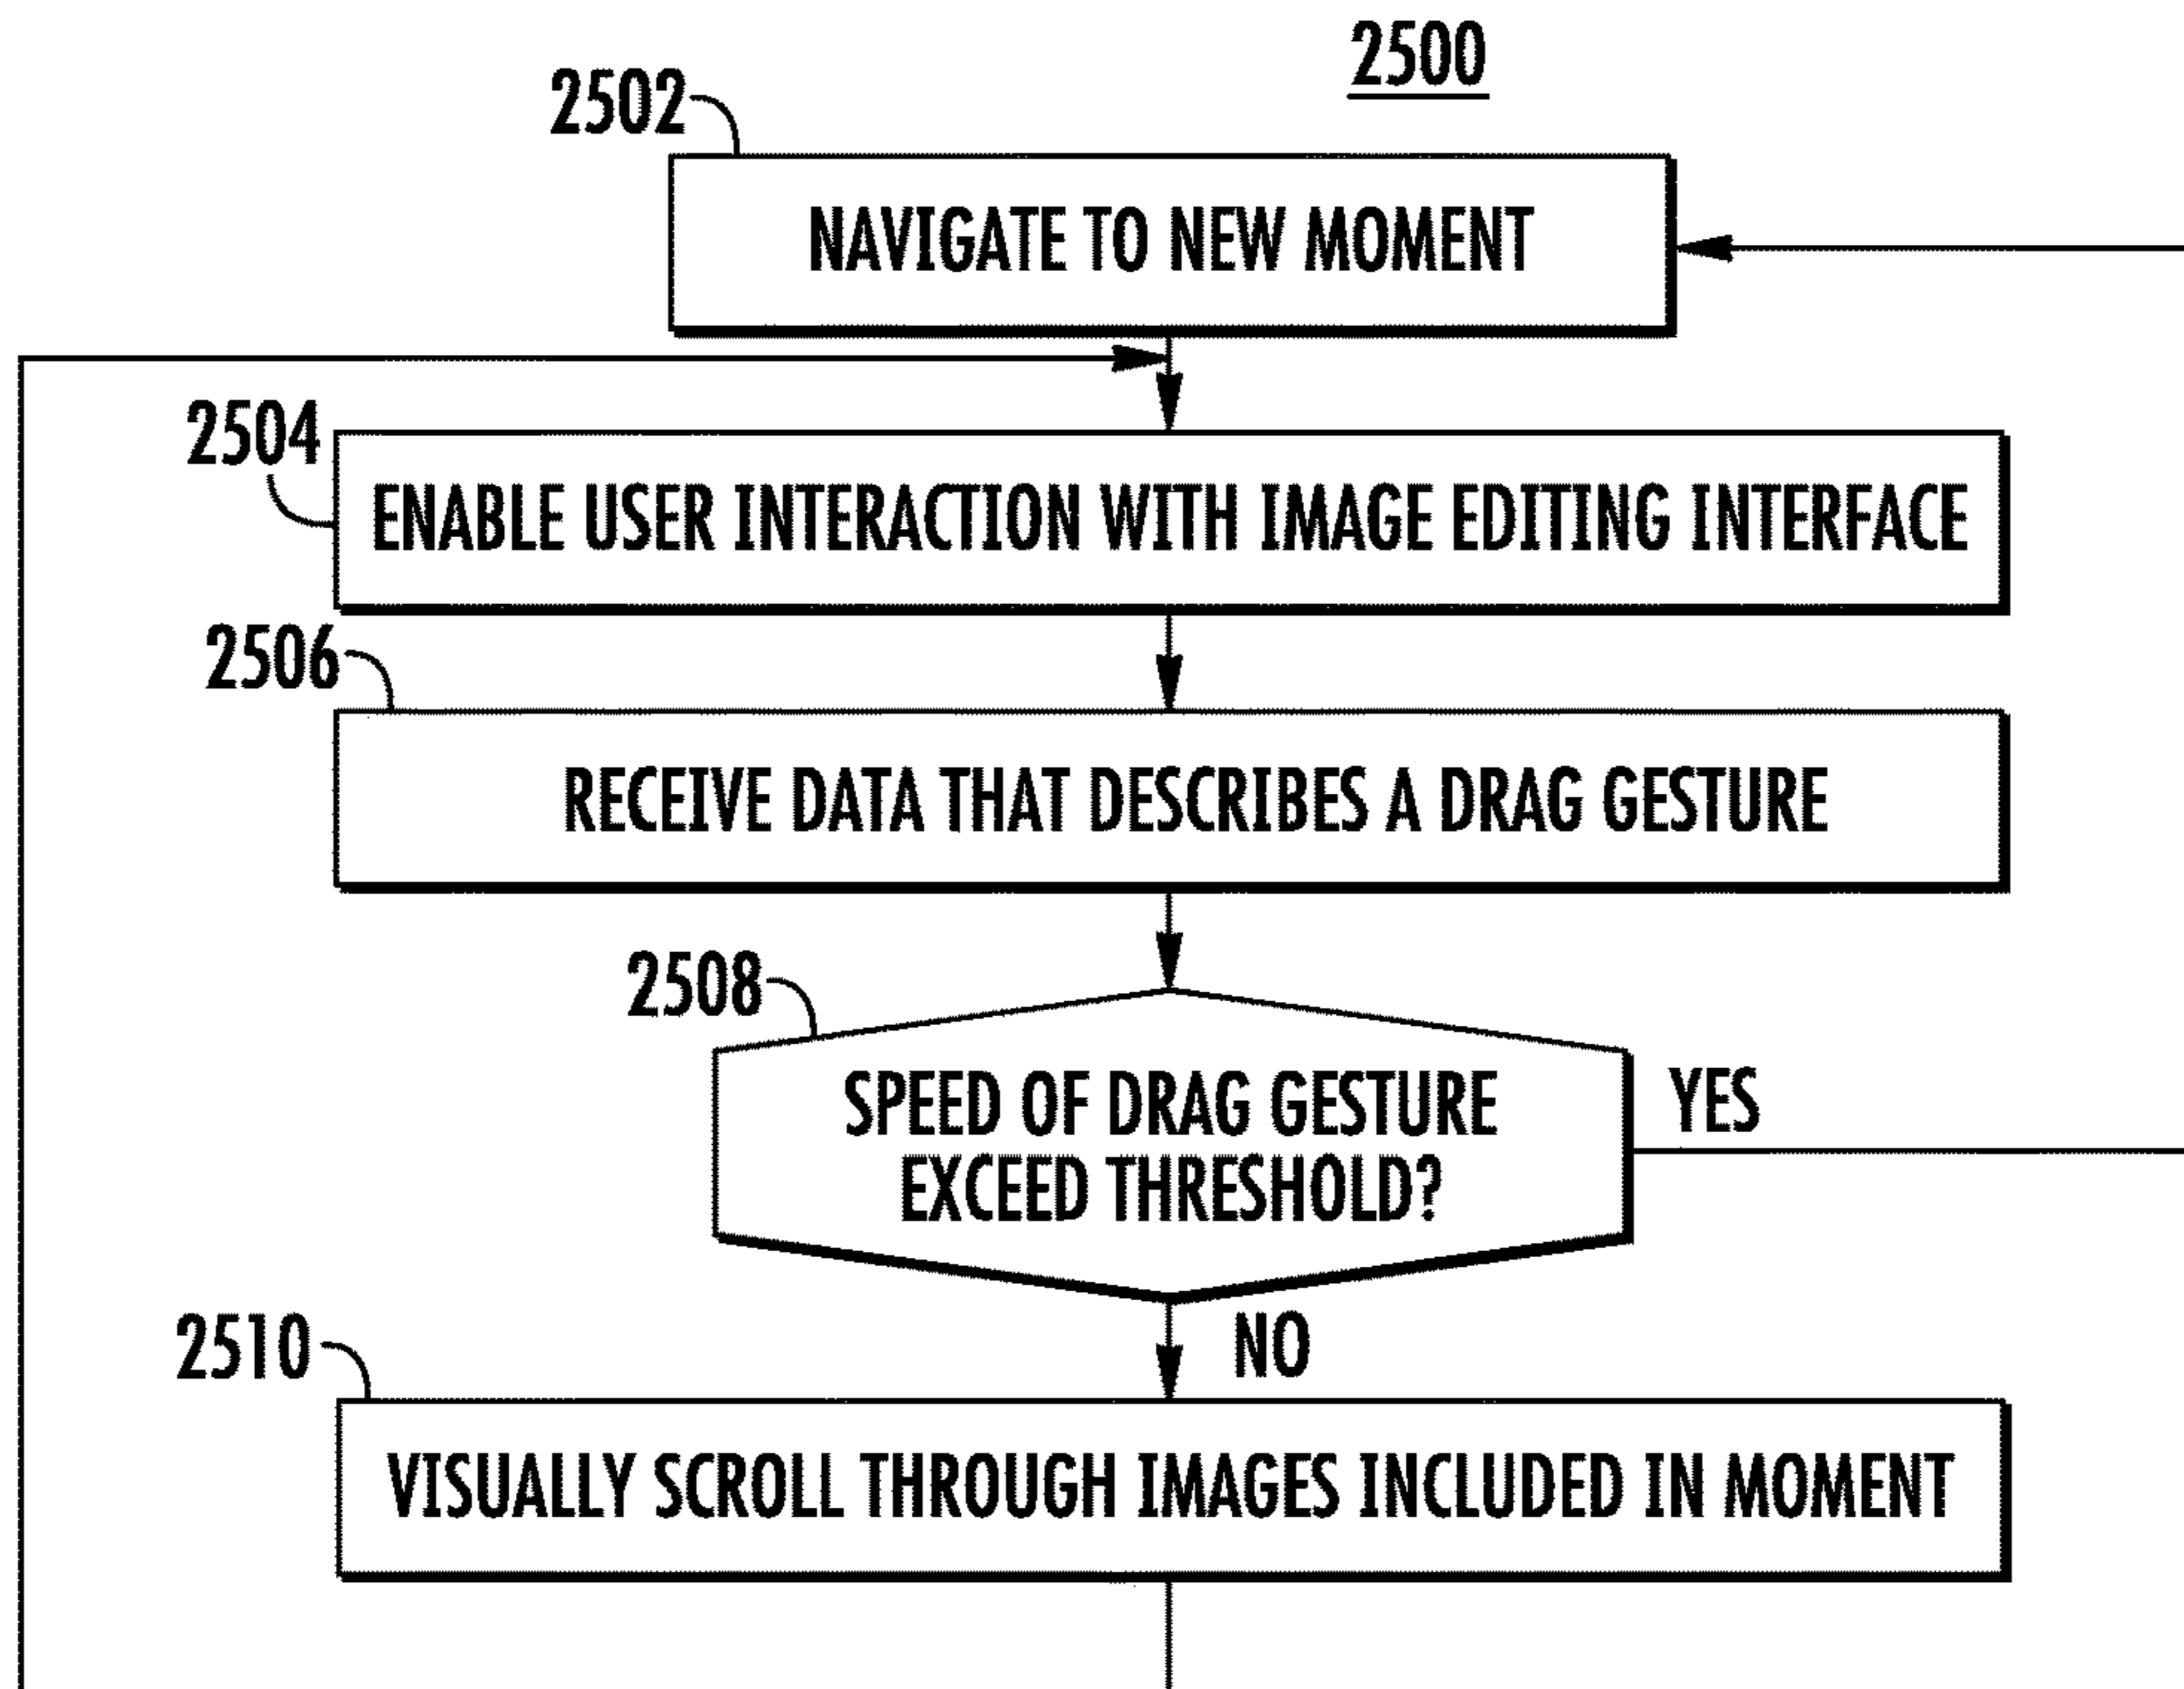 2500
2502
NAVIGATE TO NEW MOMENT
2504
ENABLE USER INTERACTION WITH IMAGE EDITING INTERFACE
2506
RECEIVE DATA THAT DESCRIBES A DRAG GESTURE
2508
SPEED OF DRAG GESTURE
EXCEED THRESHOLD?
YES
NO
2510
VISUALLY SCROLL THROUGH IMAGES INCLUDED IN MOMENT